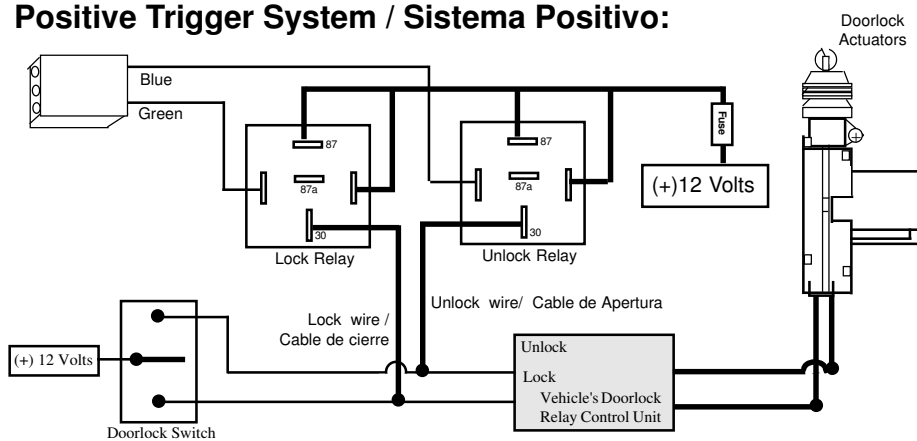 Positive Trigger System / Sistema Positivo:
Doorlock
Actuators
Blue
Green
Fuse
87
87
87a
87a
(+)12 Volts
30
30
Lock Relay
Unlock Relay
Lock wire /
Cable de cierre
Unlock wire/ Cable de Apertura
(+) 12 Volts
Unlock
Lock
Vehicle's Doorlock
Relay Control Unit
Doorlock Switch